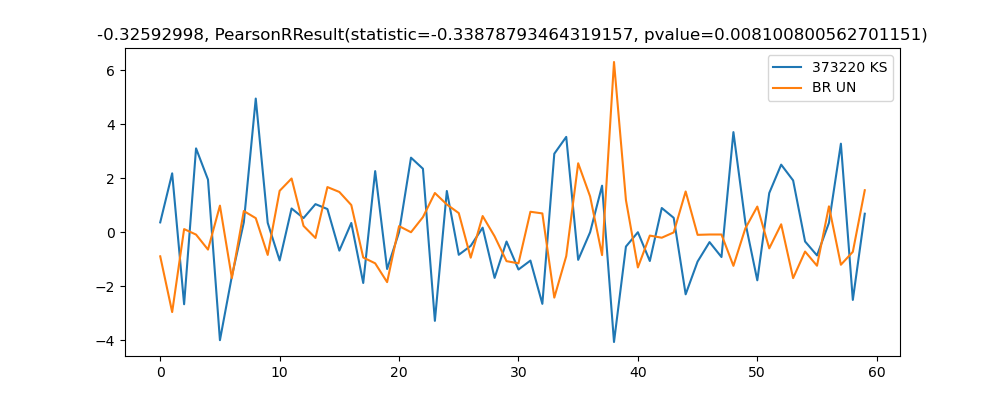 -0.32592998, PearsonRResult(statistic=-0.33878793464319157, pvalue=0.008100800562701151)
373220 KS
BR UN
6
4
2
0
−2
−4
0 10 20 30 40 50 60